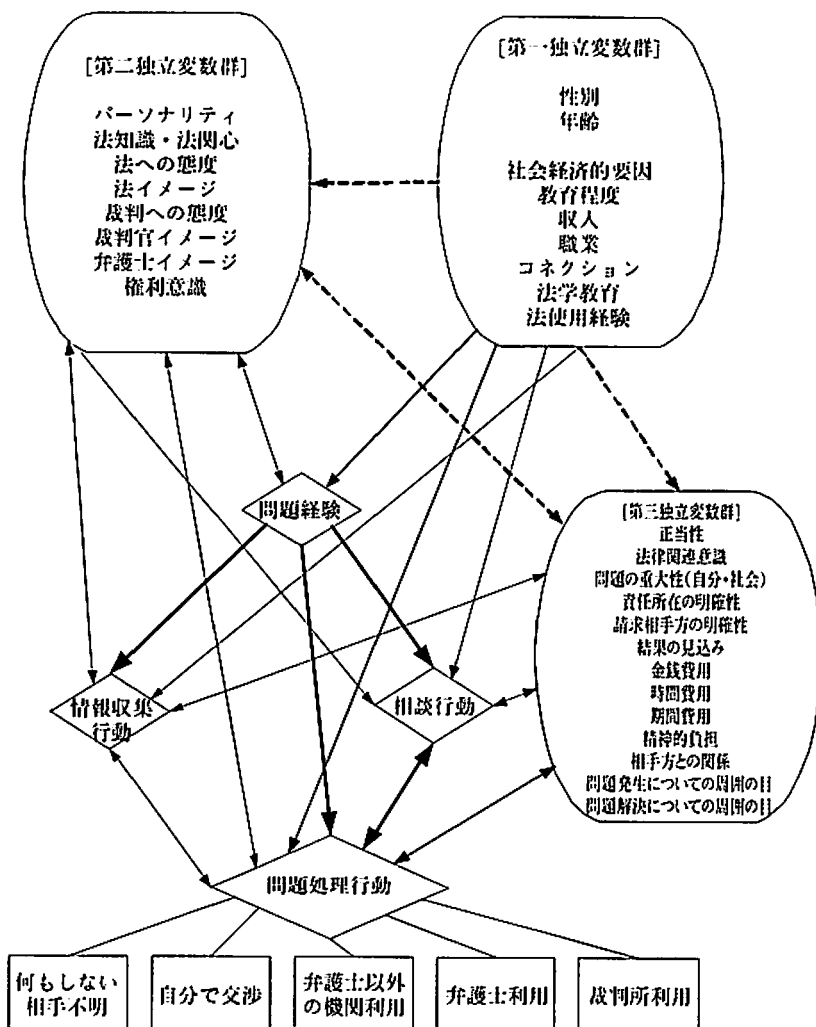 [第二独立変数群]
パーソナリティ
法知識・法関心
法への態度
法イメージ
裁判への態度
裁判官イメージ
弁護士イメージ
権利意識
[第一独立変数群]
性別
年齢
社会経済的要因
教育程度
収入
職業
コネクション
法学教育
法使用経験
問題経験
[第三独立変数群]
正当性
法律関連意識
問題の重大性(自分・社会)
責任所在の明確性
請求相手方の明確性
結果の見込み
金銭費用
時間費用
期間費用
精神的負担
相手方との関係
問題発生についての周囲の目
問題解決についての周囲の目
情報収集
行動
相談行動
問題処理行動
何もしない
相手不明
自分で交渉
弁護士以外
の機関利用
弁護士利用
裁判所利用